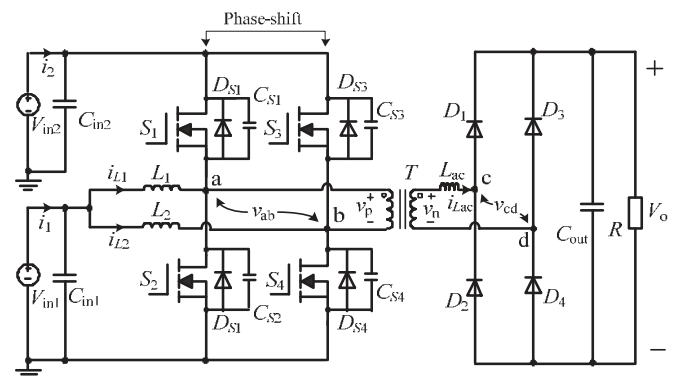 Phase-shift
i2
DS1
CS1
DS3
CS3
Vin2
Cin2
S1
S3
D1
D3
iL1
L1
a
T
Lac
c
i1
L2
vab
b
vp
+
−
+
vn
−
iLac
vcd
iL2
d
Cout
R
Vo
+
−
Vin1
Cin1
S2
S4
DS1
CS2
DS4
CS4
D2
D4